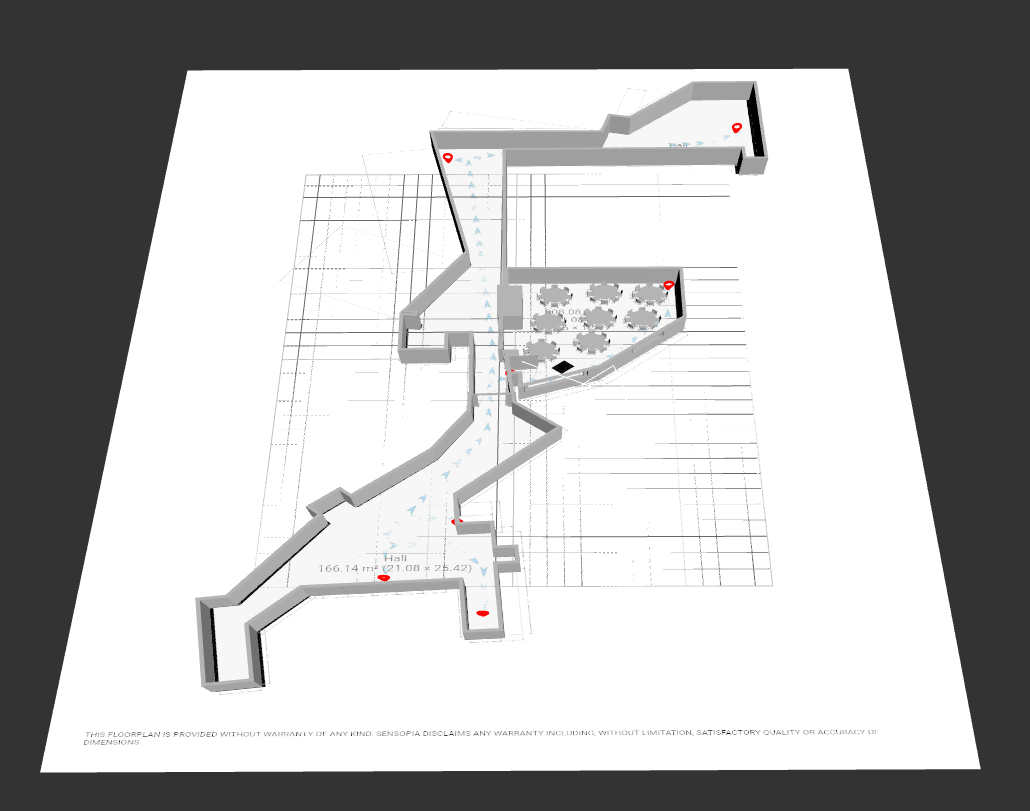 Hall
Hall
166.14 m² (21.08 × 25.42)
THIS FLOORPLAN IS PROVIDED WITHOUT WARRANTY OF ANY KIND. SENSOPIA DISCLAIMS ANY WARRANTY INCLUDING, WITHOUT LIMITATION, SATISFACTORY QUALITY OR ACCURACY OF
DIMENSIONS.